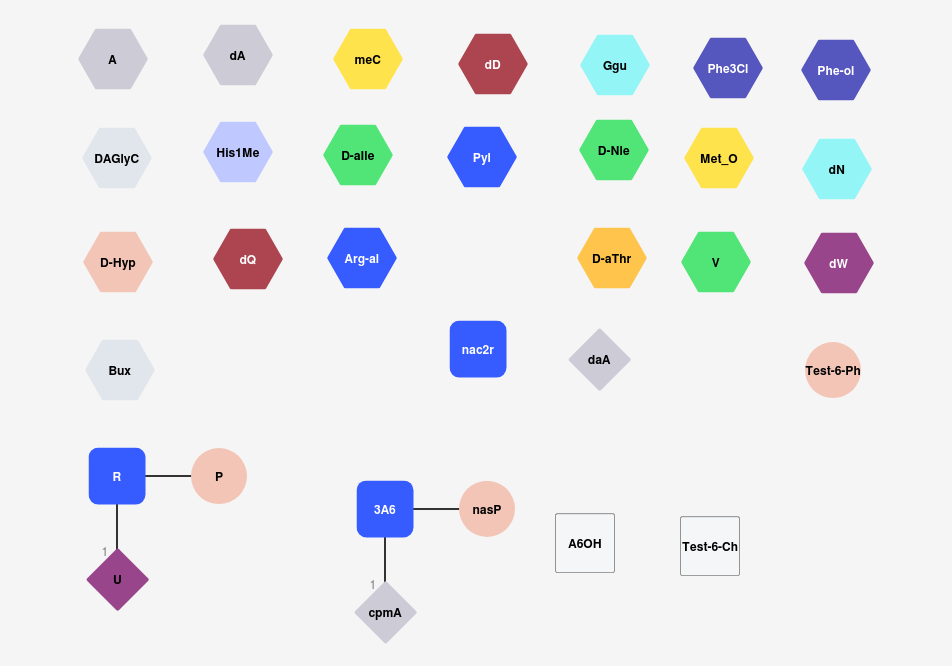 A
dA
meC
dD
Ggu
Phe3Cl
Phe-ol
DAGlyC
His1Me
D-aIle
Pyl
D-Nle
Met_O
dN
D-Hyp
dQ
Arg-al
D-aThr
V
dW
Bux
nac2r
daA
Test-6-Ph
R
P
1
U
3A6
nasP
1
cpmA
A6OH
Test-6-Ch